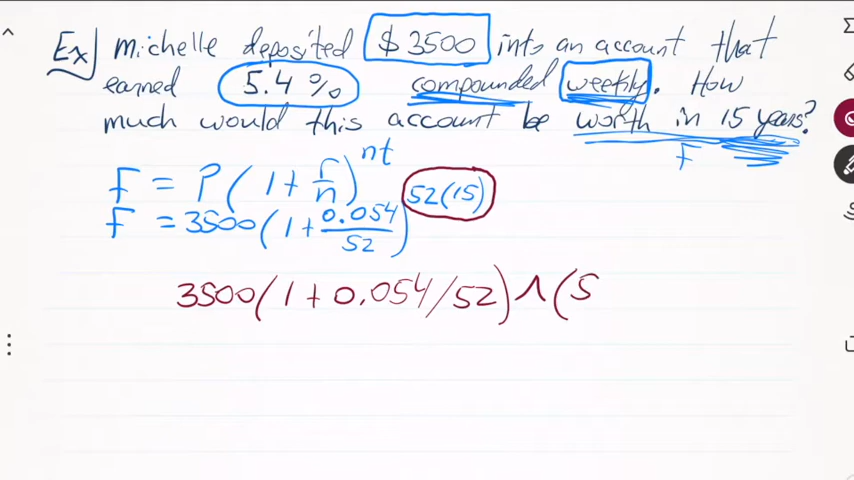 Ex) michelle deposited $3500 into an account that
earned 5.4% compounded weekly. How
much would this account be worth in 15 years?
F
F = P(1 + r/n)^nt
F = 3500(1 + 0.054/52)^52(15)
3500(1 + 0.054/52)^(5